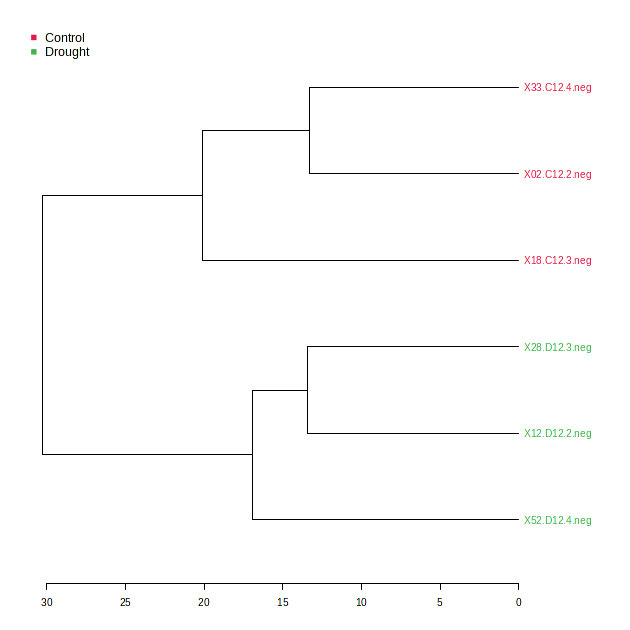 Control
Drought
X33.C12.4.neg
X02.C12.2.neg
X18.C12.3.neg
X28.D12.3.neg
X12.D12.2.neg
X52.D12.4.neg
30 25 20 15 10 5 0